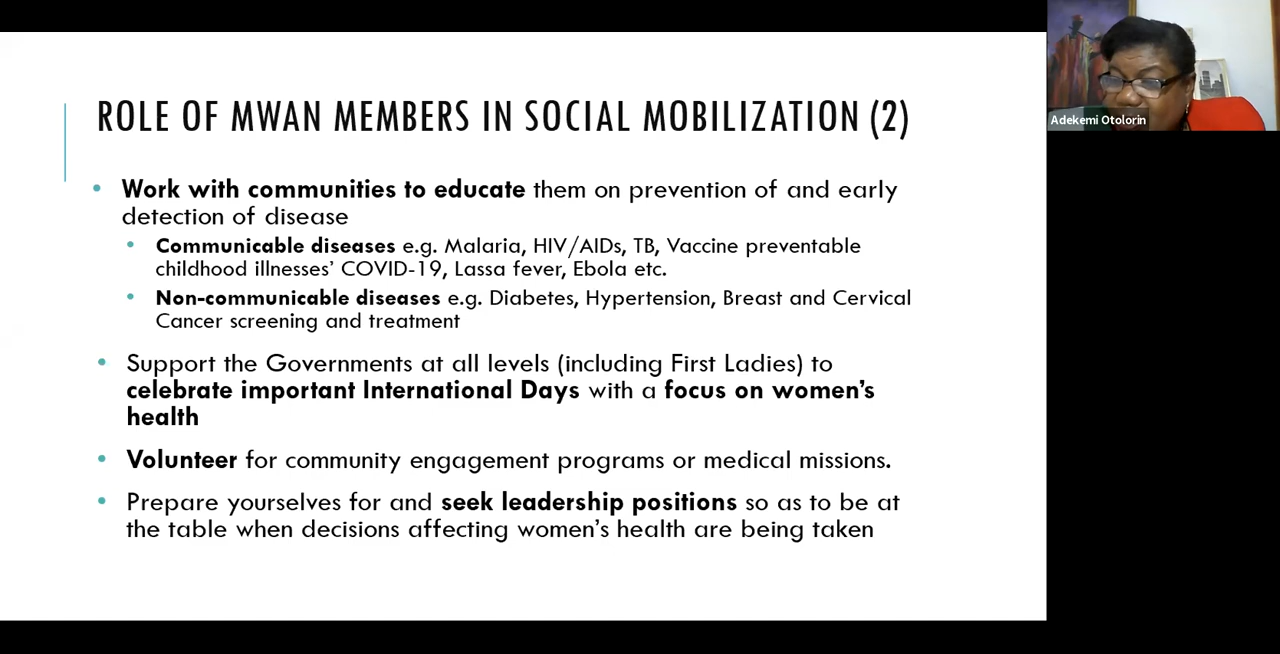 ROLE OF MWAN MEMBERS IN SOCIAL MOBILIZATION (2)
Adekemi Otolorin
• Work with communities to educate them on prevention of and early
detection of disease
• Communicable diseases e.g. Malaria, HIV/AIDs, TB, Vaccine preventable
childhood illnesses’ COVID-19, Lassa fever, Ebola etc.
• Non-communicable diseases e.g. Diabetes, Hypertension, Breast and Cervical
Cancer screening and treatment
• Support the Governments at all levels (including First Ladies) to
celebrate important International Days with a focus on women’s
health
• Volunteer for community engagement programs or medical missions.
• Prepare yourselves for and seek leadership positions so as to be at
the table when decisions affecting women’s health are being taken